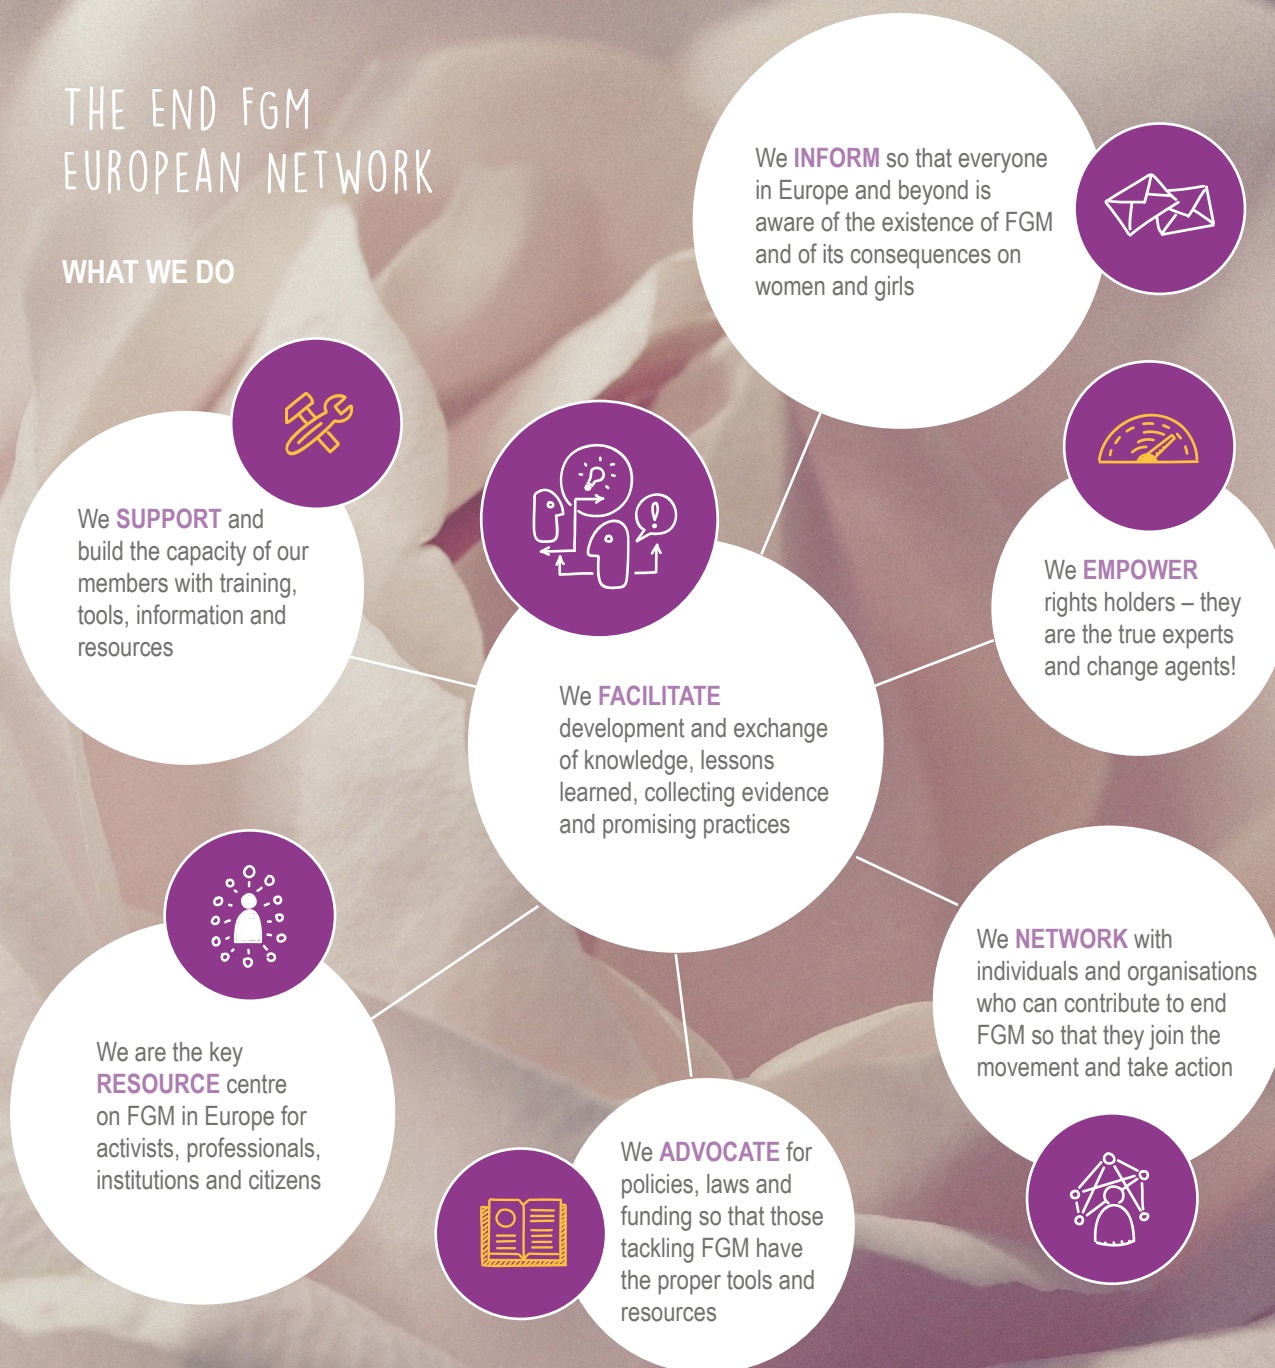 THE END FGM
EUROPEAN NETWORK
WHAT WE DO
We INFORM so that everyone
in Europe and beyond is
aware of the existence of FGM
and of its consequences on
women and girls
We SUPPORT and
build the capacity of our
members with training,
tools, information and
resources
We EMPOWER
rights holders – they
are the true experts
and change agents!
We FACILITATE
development and exchange
of knowledge, lessons
learned, collecting evidence
and promising practices
We NETWORK with
individuals and organisations
who can contribute to end
FGM so that they join the
movement and take action
We are the key
RESOURCE centre
on FGM in Europe for
activists, professionals,
institutions and citizens
We ADVOCATE for
policies, laws and
funding so that those
tackling FGM have
the proper tools and
resources